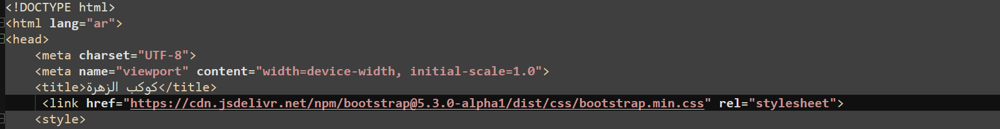 <!DOCTYPE html>
<html lang="ar">
<head>
<meta charset="UTF-8">
<meta name="viewport" content="width=device-width, initial-scale=1.0">
<title>كوكب الزهرة</title>
<link href="https://cdn.jsdelivr.net/npm/bootstrap@5.3.0-alpha1/dist/css/bootstrap.min.css" rel="stylesheet">
<style>